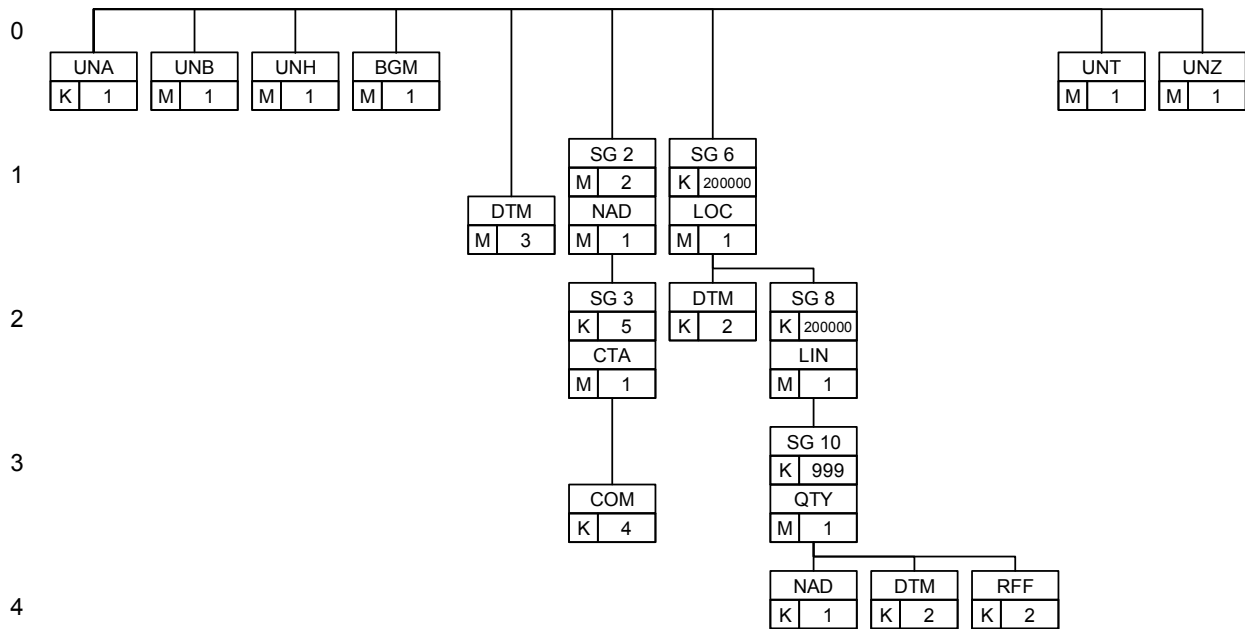 0
UNA UNB UNH BGM UNT UNZ
K 1 M 1 M 1 M 1 M 1 M 1
SG 2 SG 6
1
M 2 K 200000
DTM NAD LOC
M 3 M 1 M 1
SG 3 DTM SG 8
2
K 5 K 2 K 200000
CTA LIN
M 1 M 1
SG 10
3
K 999
COM QTY
K 4 M 1
NAD DTM RFF
4
K 1 K 2 K 2